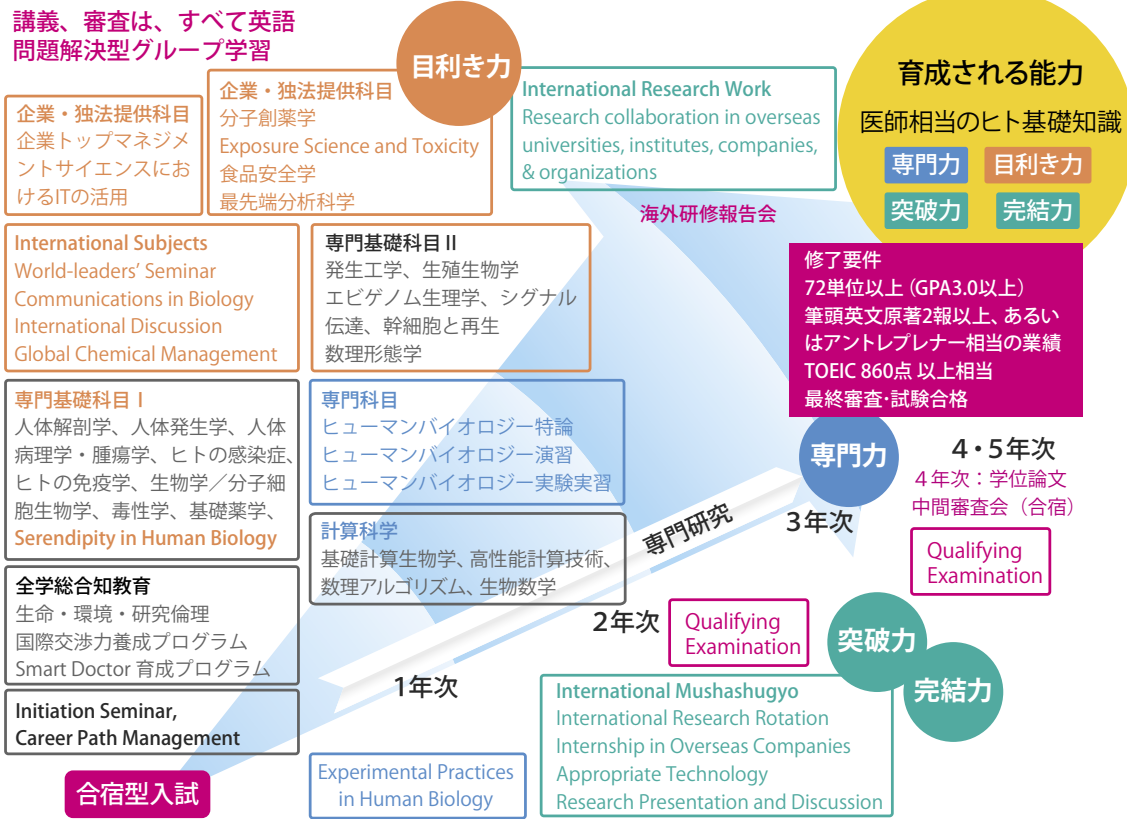 講義、審査は、すべて英語
問題解決型グループ学習
目利き力
企業・独法提供科目
企業トップマネジメ
ントサイエンスにお
けるITの活用
企業・独法提供科目
分子創薬学
Exposure Science and Toxicity
食品安全学
最先端分析科学
International Research Work
Research collaboration in overseas
universities, institutes, companies,
& organizations
海外研修報告会
育成される能力
医師相当のヒト基礎知識
専門力
目利き力
突破力
完結力
修了要件
72単位以上（GPA3.0以上）
筆頭英文原著2報以上、あるい
はアントレプレナー相当の業績
TOEIC 860点 以上相当
最終審査・試験合格
International Subjects
World-leaders’ Seminar
Communications in Biology
International Discussion
Global Chemical Management
専門基礎科目 II
発生工学、生殖生物学
エビゲノム生理学、シグナル
伝達、幹細胞と再生
数理形態学
専門基礎科目 I
人体解剖学、人体発生学、人体
病理学・腫瘍学、ヒトの感染症、
ヒトの免疫学、生物学／分子細
胞生物学、毒性学、基礎薬学、
Serendipity in Human Biology
専門科目
ヒューマンバイオロジー特論
ヒューマンバイオロジー演習
ヒューマンバイオロジー実験実習
計算科学
基礎計算生物学、高性能計算技術、
数理アルゴリズム、生物数学
全学総合知教育
生命・環境・研究倫理
国際交渉力養成プログラム
Smart Doctor 育成プログラム
Initiation Seminar,
Career Path Management
合宿型入試
1年次
専門研究
2年次
3年次
専門力
4・5年次
4年次：学位論文
中間審査会（合宿）
Qualifying
Examination
Qualifying
Examination
突破力
完結力
Experimental Practices
in Human Biology
International Mushashugyo
International Research Rotation
Internship in Overseas Companies
Appropriate Technology
Research Presentation and Discussion